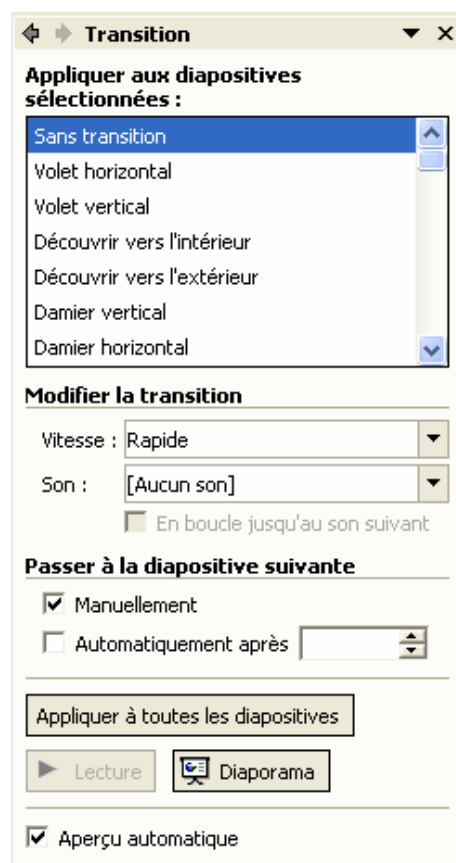 Transition
Appliquer aux diapositives
sélectionnées :
Sans transition
Volet horizontal
Volet vertical
Découvrir vers l'intérieur
Découvrir vers l'extérieur
Damier vertical
Damier horizontal
Modifier la transition
Vitesse : Rapide
Son : [Aucun son]
En boucle jusqu'au son suivant
Passer à la diapositive suivante
Manuellement
Automatiquement après
Appliquer à toutes les diapositives
Lecture Diaporama
Aperçu automatique